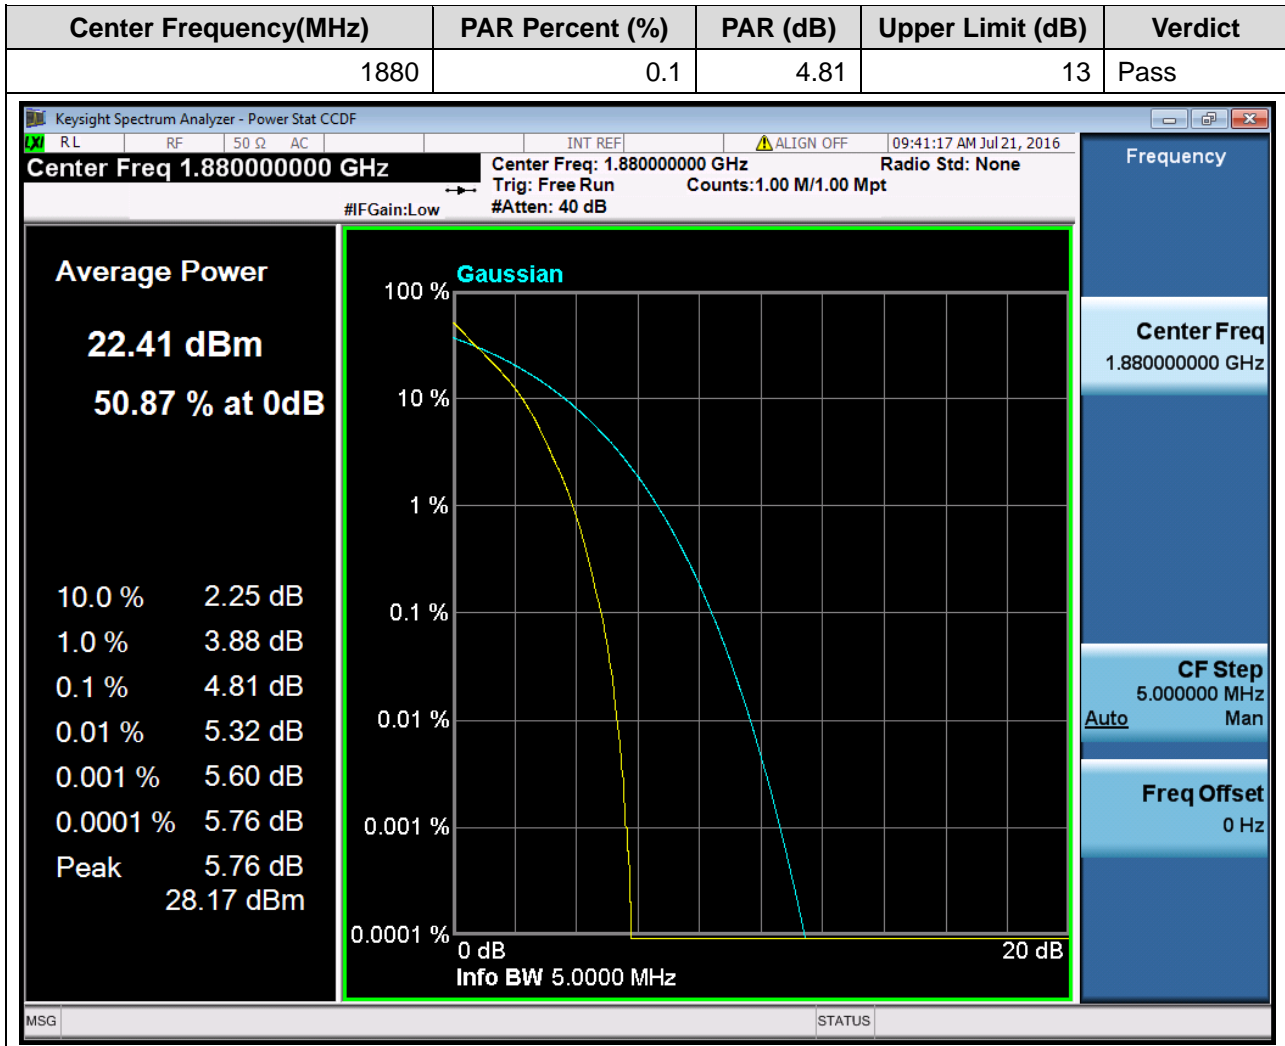 Center Frequency(MHz) PAR Percent (%) PAR (dB) Upper Limit (dB) Verdict
1880 0.1 4.81 13 Pass
Keysight Spectrum Analyzer - Power Stat CCDF
LXI RL RF 50 Ω AC INT REF ALIGN OFF 09:41:17 AM Jul 21, 2016
Center Freq 1.880000000 GHz
Center Freq: 1.880000000 GHz Radio Std: None
Trig: Free Run Counts:1.00 M/1.00 Mpt
#IFGain:Low #Atten: 40 dB
Average Power
22.41 dBm
50.87 % at 0dB
10.0 % 2.25 dB
1.0 % 3.88 dB
0.1 % 4.81 dB
0.01 % 5.32 dB
0.001 % 5.60 dB
0.0001 % 5.76 dB
Peak 5.76 dB
28.17 dBm
Gaussian
100 %
10 %
1 %
0.1 %
0.01 %
0.001 %
0.0001 %
0 dB 20 dB
Info BW 5.0000 MHz
Frequency
Center Freq
1.880000000 GHz
CF Step
5.000000 MHz
Auto Man
Freq Offset
0 Hz
MSG STATUS